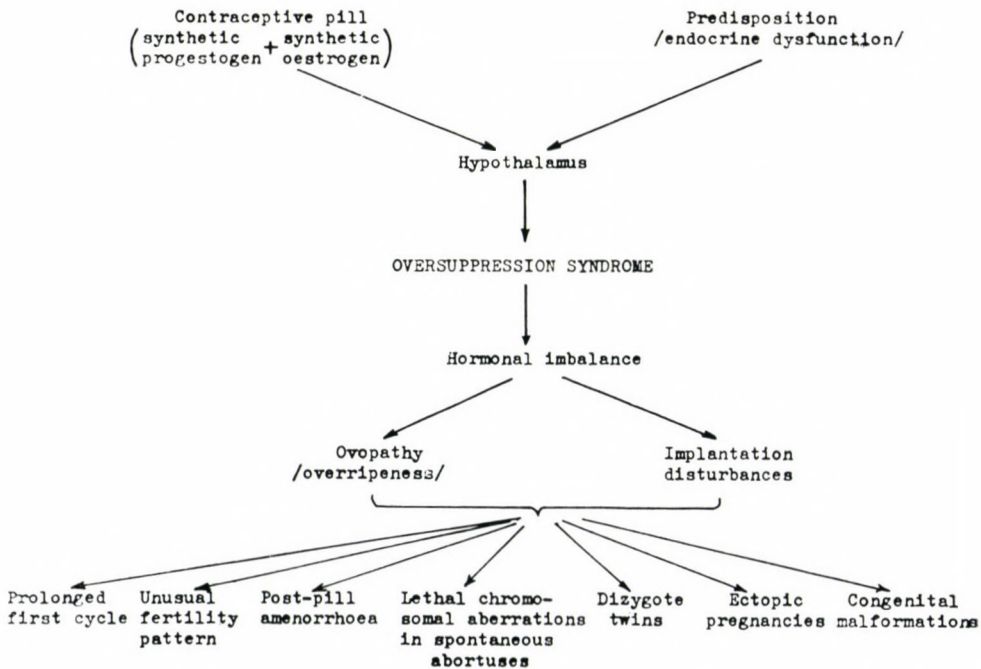 Contraceptive pill
(synthetic progestogen + synthetic oestrogen)
Predisposition
/endocrine dysfunction/
Hypothalamus
OVERSUPPRESSION SYNDROME
Hormonal imbalance
Ovopathy
/overripeness/
Implantation
disturbances
Prolonged
first cycle
Unusual
fertility
pattern
Post-pill
amenorrhoea
Lethal chromo-
somal aberrations
in spontaneous
abortuses
Dizygote
twins
Ectopic
pregnancies
Congenital
malformations